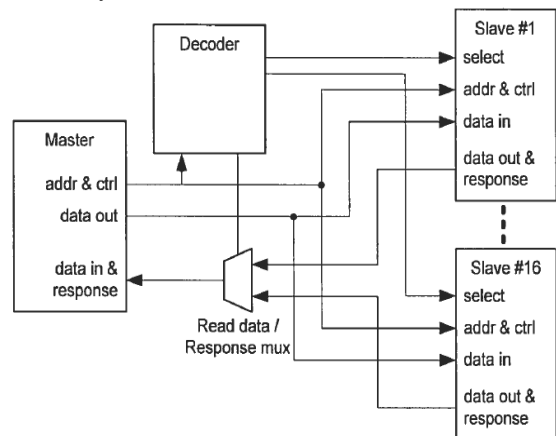 Decoder
Slave #1
select
addr & ctrl
data in
data out &
response
Master
addr & ctrl
data out
data in &
response
Read data /
Response mux
Slave #16
select
addr & ctrl
data in
data out &
response